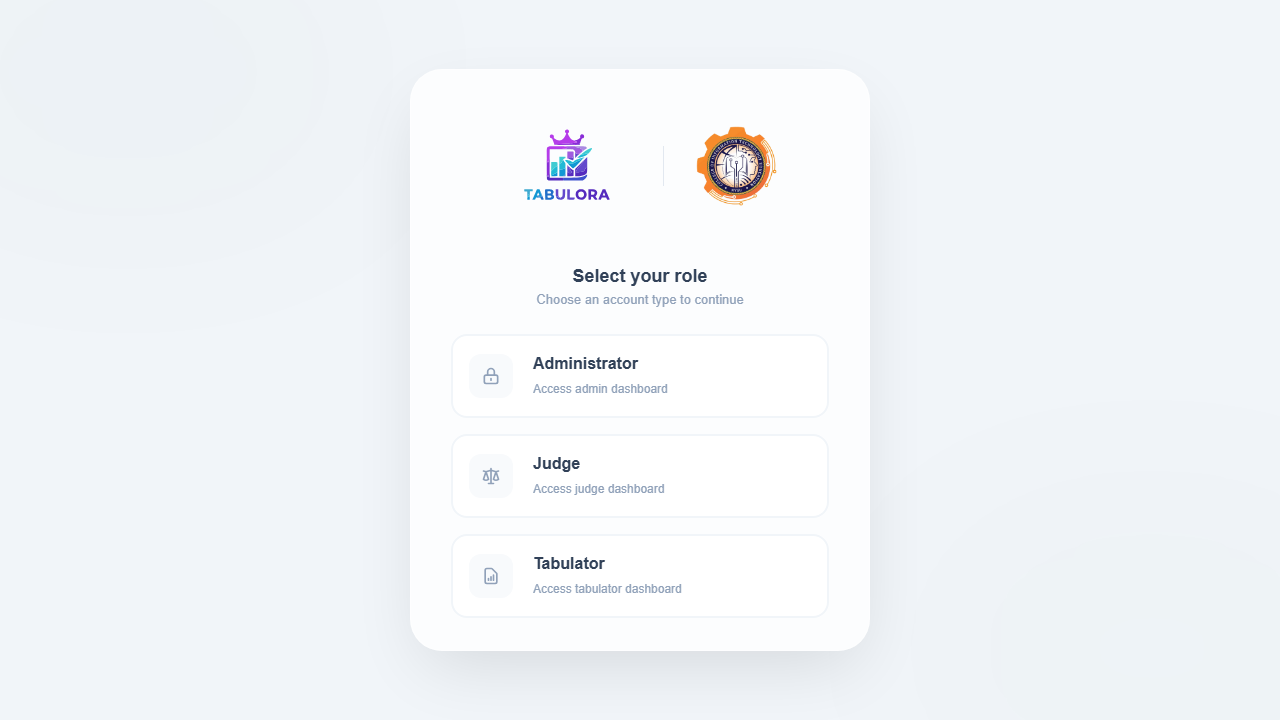 TABULORA
Select your role
Choose an account type to continue
Administrator
Access admin dashboard
Judge
Access judge dashboard
Tabulator
Access tabulator dashboard